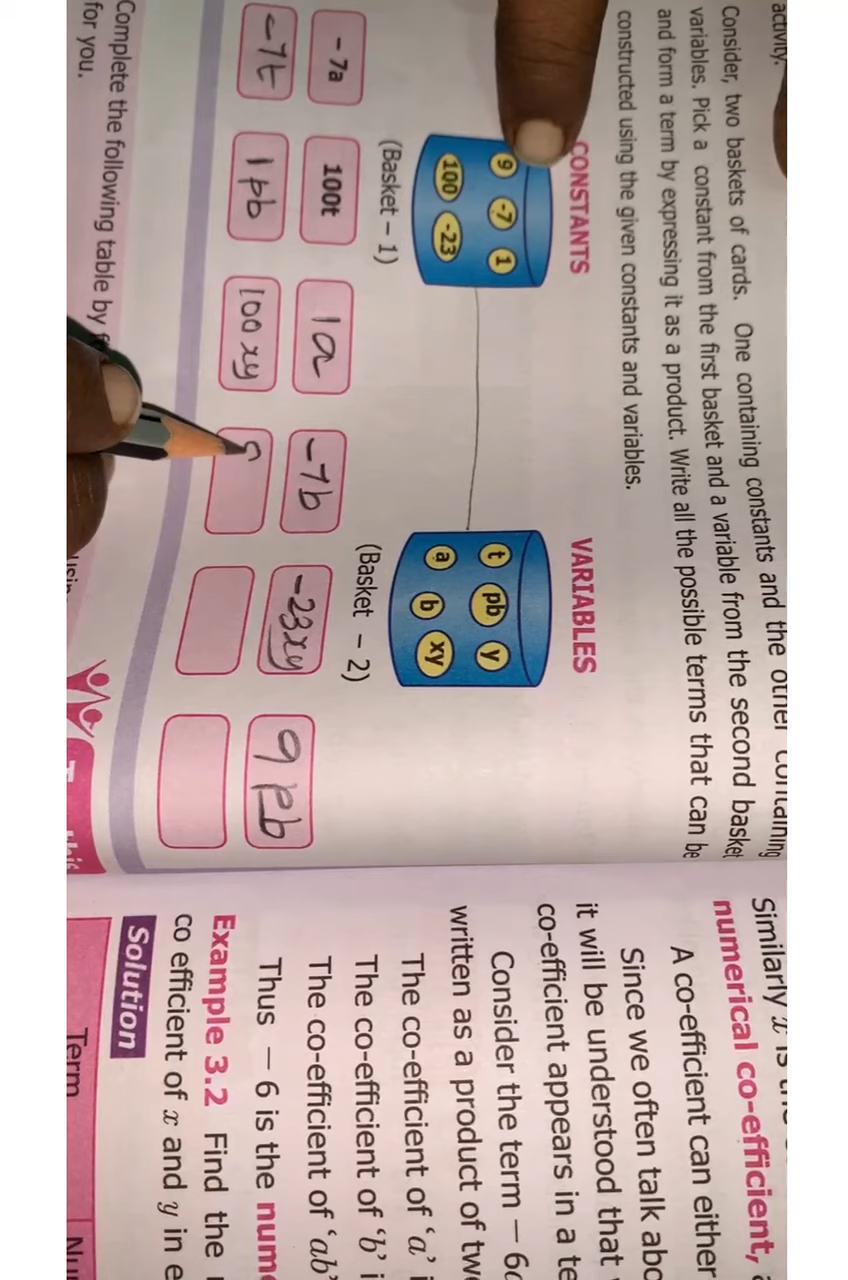 activity.
Consider, two baskets of cards. One containing constants and the other containing
variables. Pick a constant from the first basket and a variable from the second basket
and form a term by expressing it as a product. Write all the possible terms that can be
constructed using the given constants and variables.
CONSTANTS VARIABLES
9 -7 1 t pb y
100 -23 a b xy
(Basket – 1) (Basket – 2)
- 7a 100t 1a -7b -23xy 9pb
-7t 1pb 100xy
Complete the following table by
for you.
Similarly x is
numerical co-efficient,
A co-efficient can either
Since we often talk
it will be understood that
co-efficient appears in a
Consider the term – 6
written as a product of
The co-efficient of ‘a’
The co-efficient of ‘b’
The co-efficient of ‘ab’
Thus – 6 is the
Example 3.2 Find the
co efficient of x and y in
Solution
Term